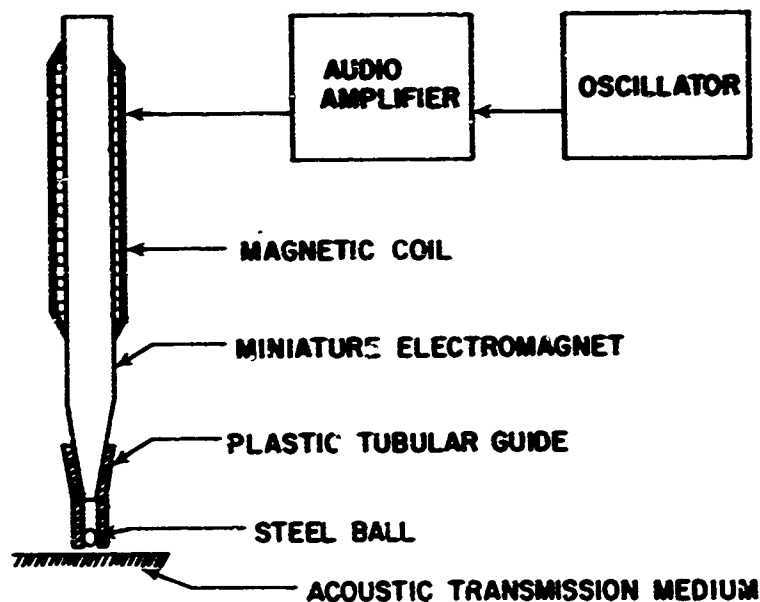 AUDIO
AMPLIFIER
OSCILLATOR
MAGNETIC COIL
MINIATURE ELECTROMAGNET
PLASTIC TUBULAR GUIDE
STEEL BALL
ACOUSTIC TRANSMISSION MEDIUM